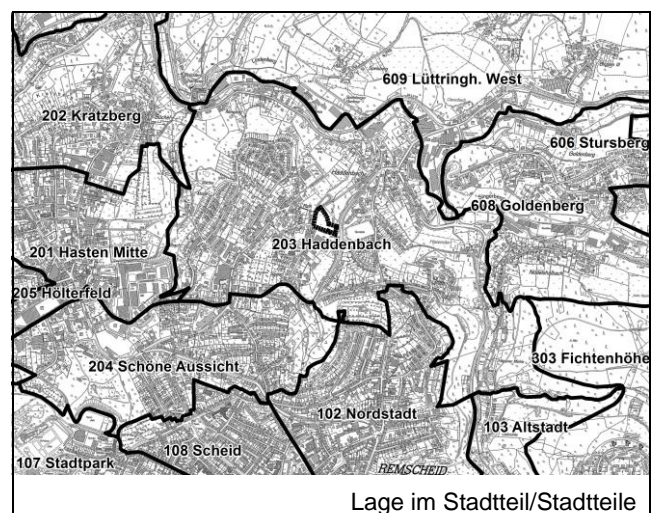 609 Lüttringh. West
202 Kratzberg
606 Stursberg
608 Goldenberg
203 Haddenbach
201 Hasten Mitte
205 Hölterfeld
303 Fichtenhöhe
204 Schöne Aussicht
102 Nordstadt
103 Altstadt
108 Scheid
107 Stadtpark
REMSCHEID
Lage im Stadtteil/Stadtteile